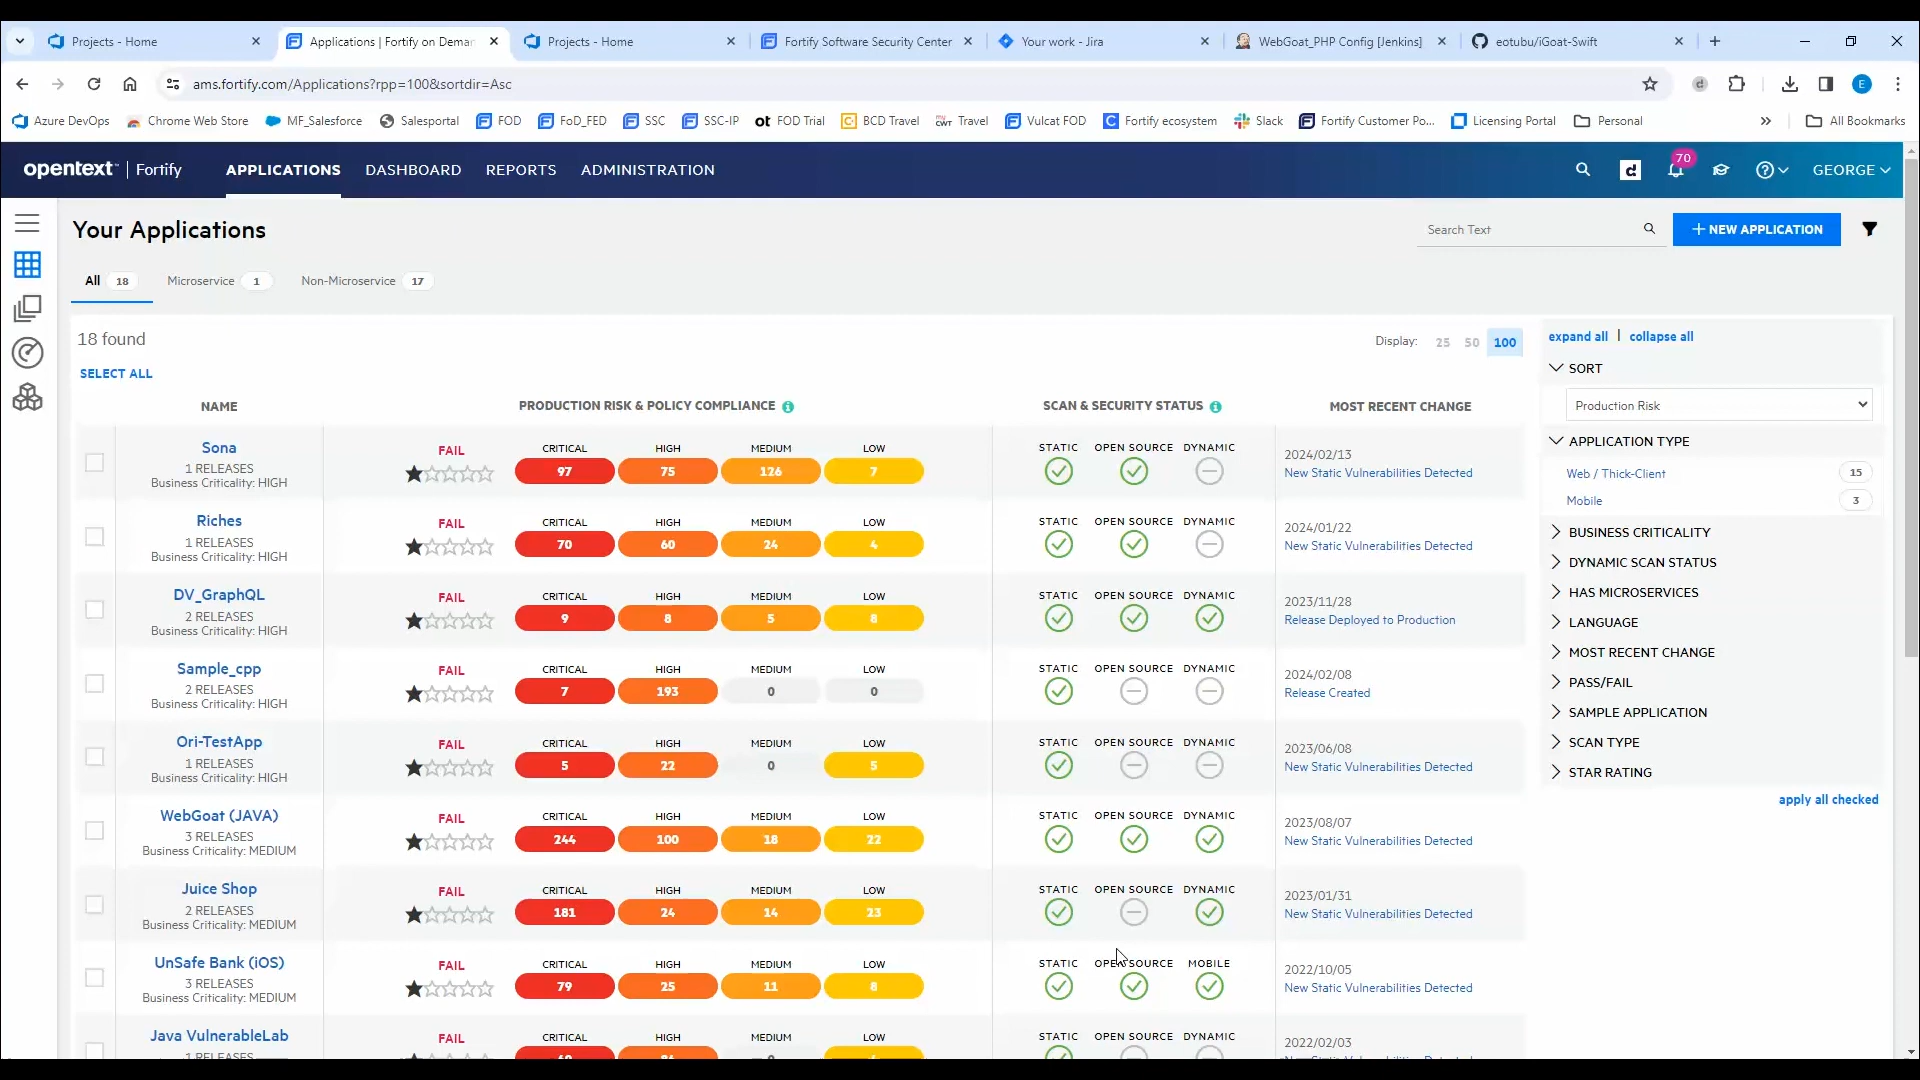 Projects - Home
Applications | Fortify on Deman
Projects - Home
Fortify Software Security Center
Your work - Jira
WebGoat_PHP Config [Jenkins]
eotubu/iGoat-Swift
ams.fortify.com/Applications?rpp=100&sortdir=Asc
d
E
Azure DevOps
Chrome Web Store
MF_Salesforce
Salesportal
FOD
FoD_FED
SSC
SSC-IP
ot FOD Trial
BCD Travel
my CWT Travel
Vulcat FOD
Fortify ecosystem
Slack
Fortify Customer Po...
Licensing Portal
Personal
All Bookmarks
opentext™ | Fortify
APPLICATIONS
DASHBOARD
REPORTS
ADMINISTRATION
d
70
GEORGE
Your Applications
Search Text
+ NEW APPLICATION
All 18
Microservice 1
Non-Microservice 17
18 found
Display: 25 50 100
SELECT ALL
NAME PRODUCTION RISK & POLICY COMPLIANCE SCAN & SECURITY STATUS MOST RECENT CHANGE
Sona
1 RELEASES
Business Criticality: HIGH
FAIL
CRITICAL HIGH MEDIUM LOW
97 75 126 7
STATIC OPEN SOURCE DYNAMIC
2024/02/13
New Static Vulnerabilities Detected
Riches
1 RELEASES
Business Criticality: HIGH
FAIL
CRITICAL HIGH MEDIUM LOW
70 60 24 4
STATIC OPEN SOURCE DYNAMIC
2024/01/22
New Static Vulnerabilities Detected
DV_GraphQL
2 RELEASES
Business Criticality: HIGH
FAIL
CRITICAL HIGH MEDIUM LOW
9 8 5 8
STATIC OPEN SOURCE DYNAMIC
2023/11/28
Release Deployed to Production
Sample_cpp
2 RELEASES
Business Criticality: HIGH
FAIL
CRITICAL HIGH MEDIUM LOW
7 193 0 0
STATIC OPEN SOURCE DYNAMIC
2024/02/08
Release Created
Ori-TestApp
1 RELEASES
Business Criticality: HIGH
FAIL
CRITICAL HIGH MEDIUM LOW
5 22 0 5
STATIC OPEN SOURCE DYNAMIC
2023/06/08
New Static Vulnerabilities Detected
WebGoat (JAVA)
3 RELEASES
Business Criticality: MEDIUM
FAIL
CRITICAL HIGH MEDIUM LOW
244 100 18 22
STATIC OPEN SOURCE DYNAMIC
2023/08/07
New Static Vulnerabilities Detected
Juice Shop
2 RELEASES
Business Criticality: MEDIUM
FAIL
CRITICAL HIGH MEDIUM LOW
181 24 14 23
STATIC OPEN SOURCE DYNAMIC
2023/01/31
New Static Vulnerabilities Detected
UnSafe Bank (iOS)
3 RELEASES
Business Criticality: MEDIUM
FAIL
CRITICAL HIGH MEDIUM LOW
79 25 11 8
STATIC OPEN SOURCE MOBILE
2022/10/05
New Static Vulnerabilities Detected
Java VulnerableLab
1 RELEASES
FAIL
CRITICAL HIGH MEDIUM LOW
STATIC OPEN SOURCE DYNAMIC
2022/02/03
New Static Vulnerabilities Detected
expand all | collapse all
SORT
Production Risk
APPLICATION TYPE
Web / Thick-Client 15
Mobile 3
BUSINESS CRITICALITY
DYNAMIC SCAN STATUS
HAS MICROSERVICES
LANGUAGE
MOST RECENT CHANGE
PASS/FAIL
SAMPLE APPLICATION
SCAN TYPE
STAR RATING
apply all checked